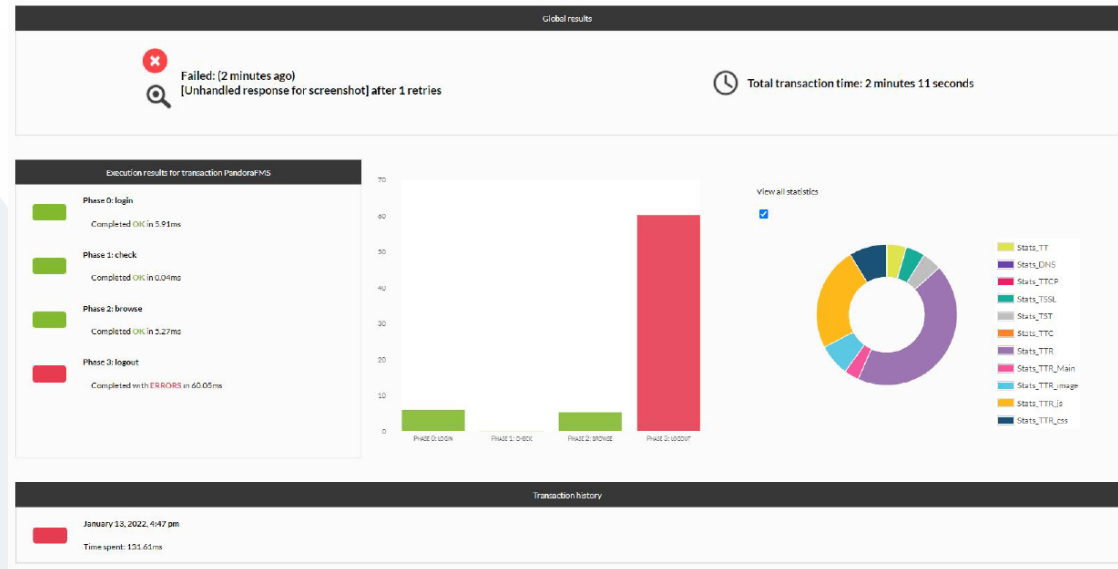 Global results
Failed: (2 minutes ago)
[Unhandled response for screenshot] after 1 retries
Total transaction time: 2 minutes 11 seconds
Execution results for transaction PandoraFMS
Phase 0: login
Completed OK in 5.91ms
Phase 1: check
Completed OK in 0.04ms
Phase 2: browse
Completed OK in 5.27ms
Phase 3: logout
Completed with ERRORS in 60.05ms
70
60
50
40
30
20
10
0
PHASE 0: LOGIN
PHASE 1: CHECK
PHASE 2: BROWSE
PHASE 3: LOGOUT
View all statistics
Stats_TT
Stats_DNS
Stats_TTCP
Stats_TSSL
Stats_TST
Stats_TTC
Stats_TTR
Stats_TTR_Main
Stats_TTR_image
Stats_TTR_js
Stats_TTR_css
Transaction history
January 13, 2022, 4:47 pm
Time spent: 131.61ms